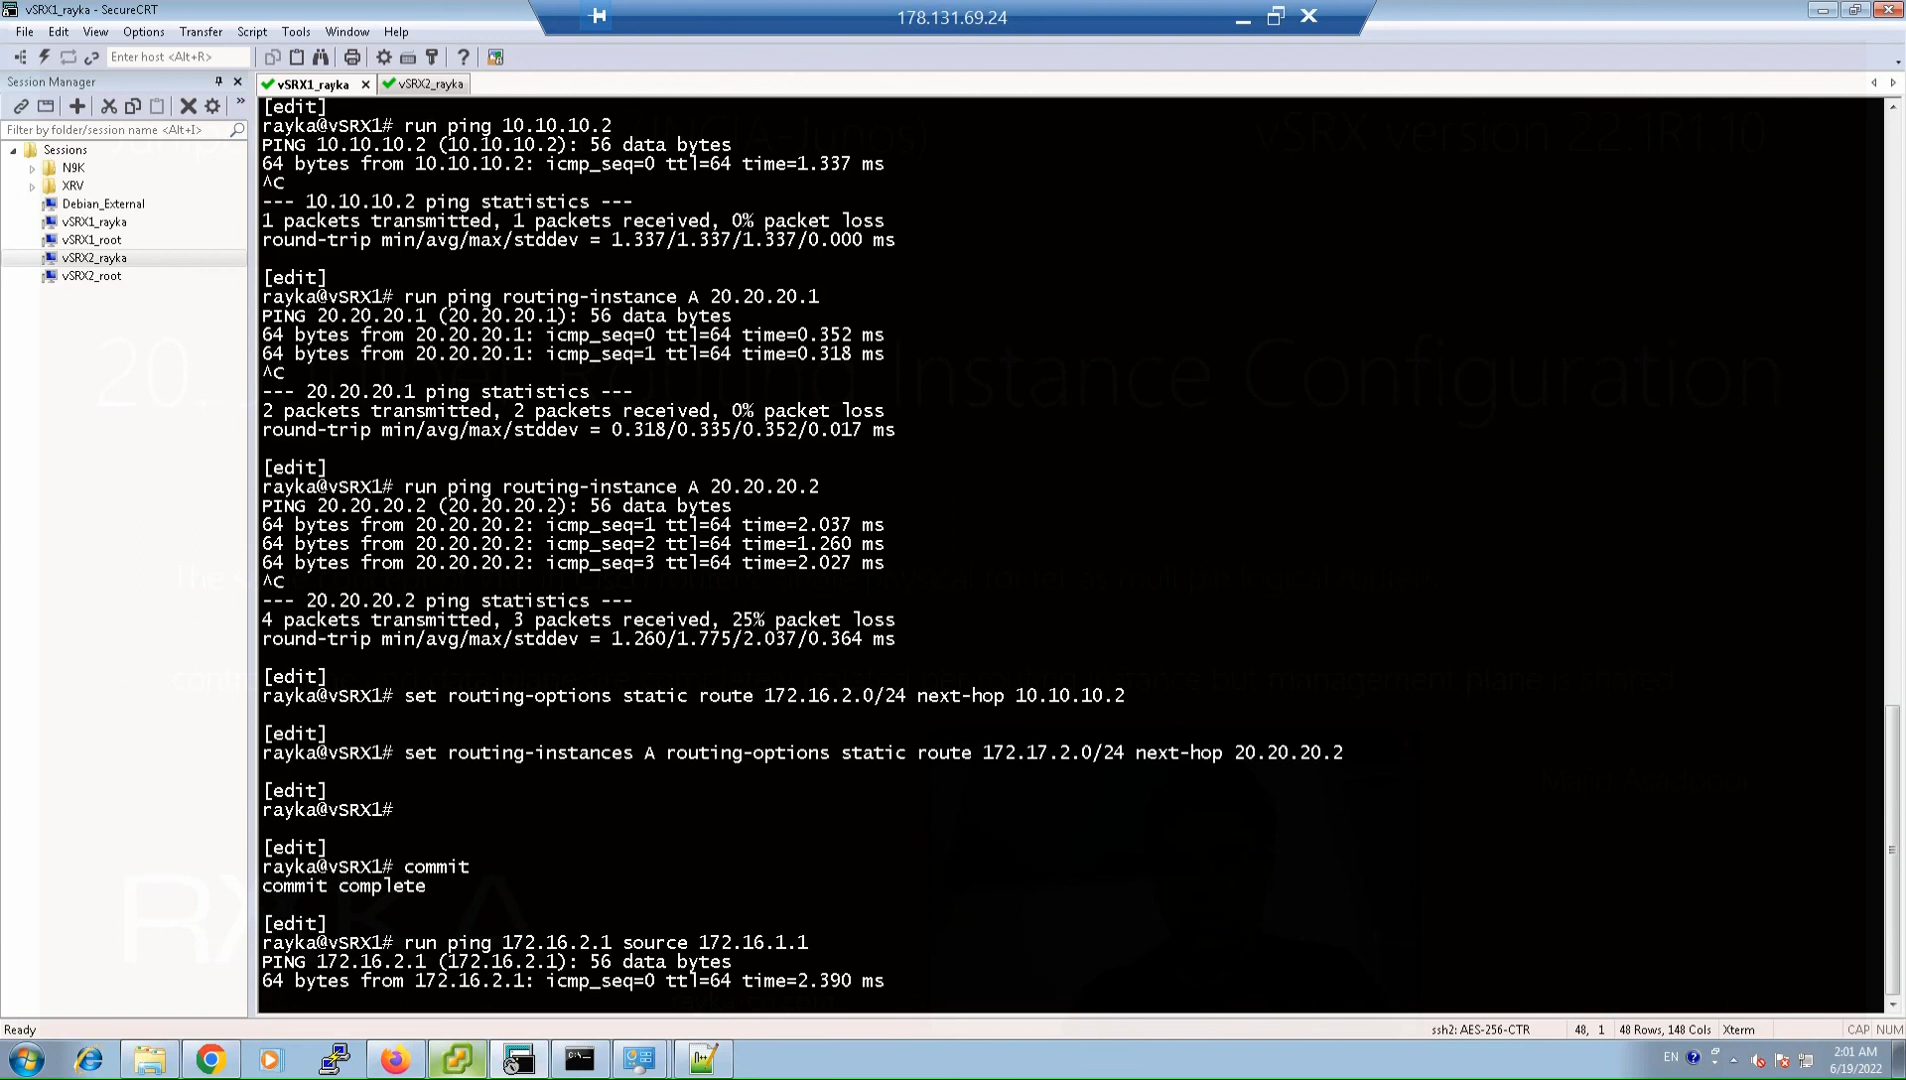 vSRX1_rayka - SecureCRT
178.131.69.24
File Edit View Options Transfer Script Tools Window Help
Enter host <Alt+R>
Session Manager
vSRX1_rayka
vSRX2_rayka
Filter by folder/session name <Alt+I>
Sessions
N9K
XRV
Debian_External
vSRX1_rayka
vSRX1_root
vSRX2_rayka
vSRX2_root
vSRX version 22.1R1.10
Instance Configuration
[edit]
rayka@vSRX1# run ping 10.10.10.2
PING 10.10.10.2 (10.10.10.2): 56 data bytes
64 bytes from 10.10.10.2: icmp_seq=0 ttl=64 time=1.337 ms
^C
--- 10.10.10.2 ping statistics ---
1 packets transmitted, 1 packets received, 0% packet loss
round-trip min/avg/max/stddev = 1.337/1.337/1.337/0.000 ms
[edit]
rayka@vSRX1# run ping routing-instance A 20.20.20.1
PING 20.20.20.1 (20.20.20.1): 56 data bytes
64 bytes from 20.20.20.1: icmp_seq=0 ttl=64 time=0.352 ms
64 bytes from 20.20.20.1: icmp_seq=1 ttl=64 time=0.318 ms
^C
--- 20.20.20.1 ping statistics ---
2 packets transmitted, 2 packets received, 0% packet loss
round-trip min/avg/max/stddev = 0.318/0.335/0.352/0.017 ms
[edit]
rayka@vSRX1# run ping routing-instance A 20.20.20.2
PING 20.20.20.2 (20.20.20.2): 56 data bytes
64 bytes from 20.20.20.2: icmp_seq=1 ttl=64 time=2.037 ms
64 bytes from 20.20.20.2: icmp_seq=2 ttl=64 time=1.260 ms
64 bytes from 20.20.20.2: icmp_seq=3 ttl=64 time=2.027 ms
^C
--- 20.20.20.2 ping statistics ---
4 packets transmitted, 3 packets received, 25% packet loss
round-trip min/avg/max/stddev = 1.260/1.775/2.037/0.364 ms
[edit]
rayka@vSRX1# set routing-options static route 172.16.2.0/24 next-hop 10.10.10.2
[edit]
rayka@vSRX1# set routing-instances A routing-options static route 172.17.2.0/24 next-hop 20.20.20.2
[edit]
rayka@vSRX1#
[edit]
rayka@vSRX1# commit
commit complete
[edit]
rayka@vSRX1# run ping 172.16.2.1 source 172.16.1.1
PING 172.16.2.1 (172.16.2.1): 56 data bytes
64 bytes from 172.16.2.1: icmp_seq=0 ttl=64 time=2.390 ms
Ready
ssh2: AES-256-CTR
48, 1
48 Rows, 148 Cols
Xterm
CAP NUM
EN
2:01 AM
6/19/2022